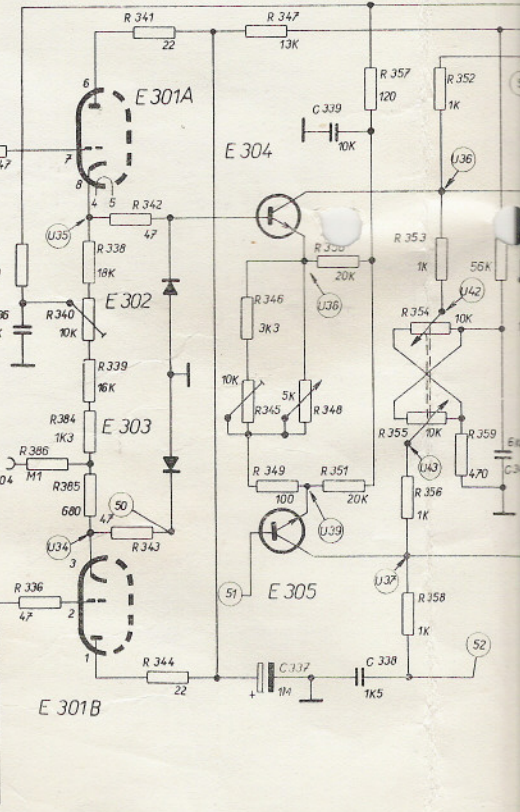 R 341
22
R 347
13K
6
E 301A
R 357
120
R 352
1K
C 339
10K
47
7
E 304
8
4 5
U36
U35
R 342
47
R 353
1K
56K
R 338
18K
20K
U38
U42
R 340
10K
E 302
R 346
3K3
R 354
10K
R 339
16K
10K
R 345
5K
R 348
R 384
1K3
E 303
R 386
M1
04
R 355
10K
R 359
470
U43
R 385
680
47
50
R 349
100
R 351
20K
R 356
1K
U34
R 343
U39
3
U37
R 336
47
2
51
E 305
R 358
1K
1
R 344
22
C 337
+ 1M
C 338
1K5
52
E 301B